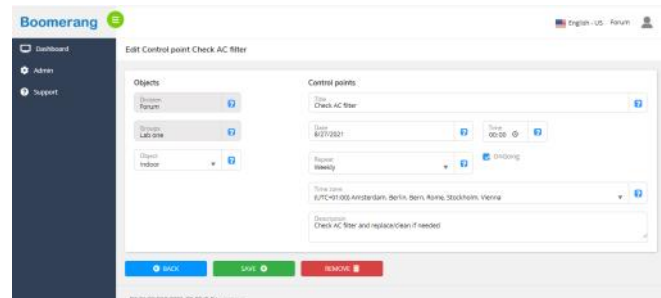 Boomerang
English - US Forum
Dashboard
Edit Control point Check AC filter
Admin
Support
Objects
Control points
Division
Forum
Title
Check AC filter
Groups
Lab one
Date
8/27/2021
Time
00:00
Object
Indoor
Repeat
Weekly
Ongoing
Time zone
(UTC+01:00) Amsterdam, Berlin, Bern, Rome, Stockholm, Vienna
Description
Check AC filter and replace/clean if needed
BACK
SAVE
REMOVE